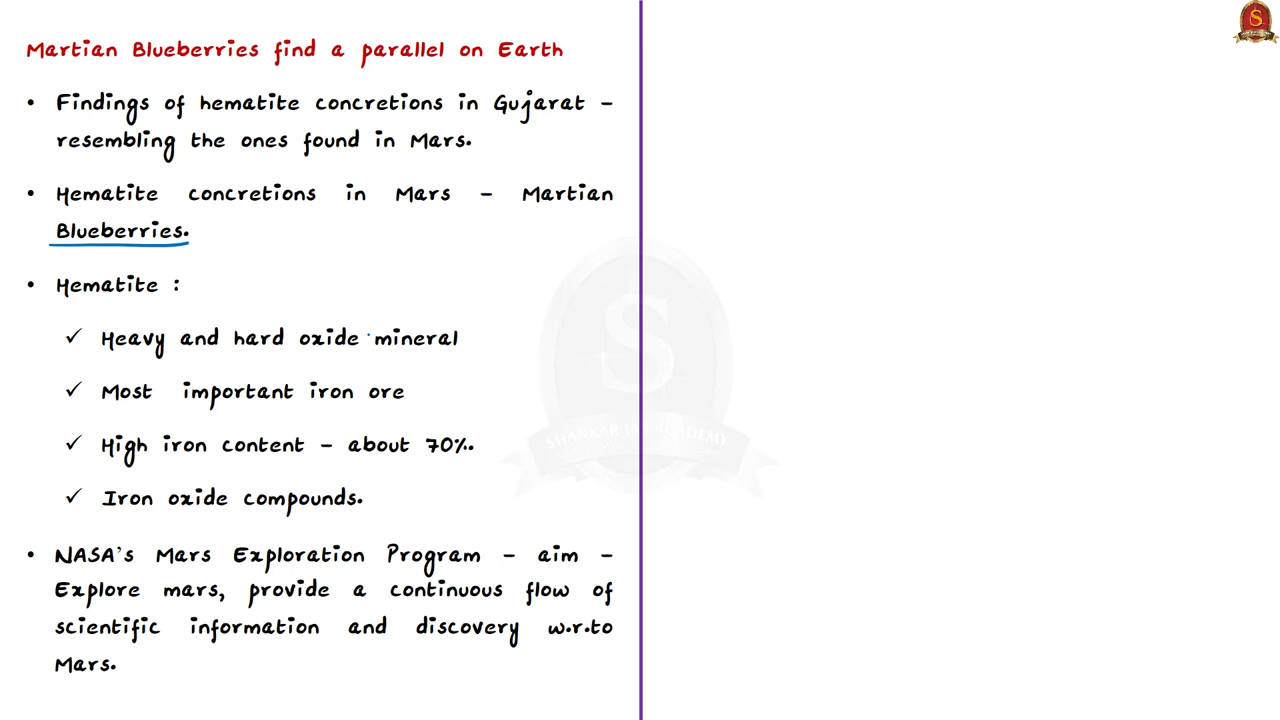 Martian Blueberries find a parallel on Earth
• Findings of hematite concretions in Gujarat –
resembling the ones found in Mars.
• Hematite concretions in Mars – Martian
Blueberries.
• Hematite :
✓ Heavy and hard oxide mineral
✓ Most important iron ore
✓ High iron content – about 70%.
✓ Iron oxide compounds.
• NASA's Mars Exploration Program – aim –
Explore mars, provide a continuous flow of
scientific information and discovery w.r.to
Mars.
S
SHANKAR IAS ACADEMY
S